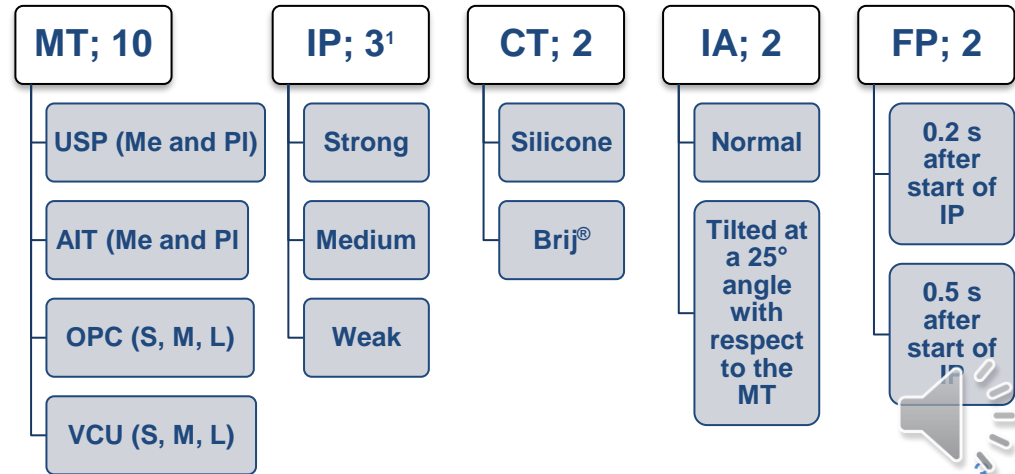 MT; 10
USP (Me and Pl)
AIT (Me and Pl
OPC (S, M, L)
VCU (S, M, L)
IP; 3¹
Strong
Medium
Weak
CT; 2
Silicone
Brij®
IA; 2
Normal
Tilted at
a 25°
angle
with
respect
to the
MT
FP; 2
0.2 s
after
start of
IP
0.5 s
after
start of
IP